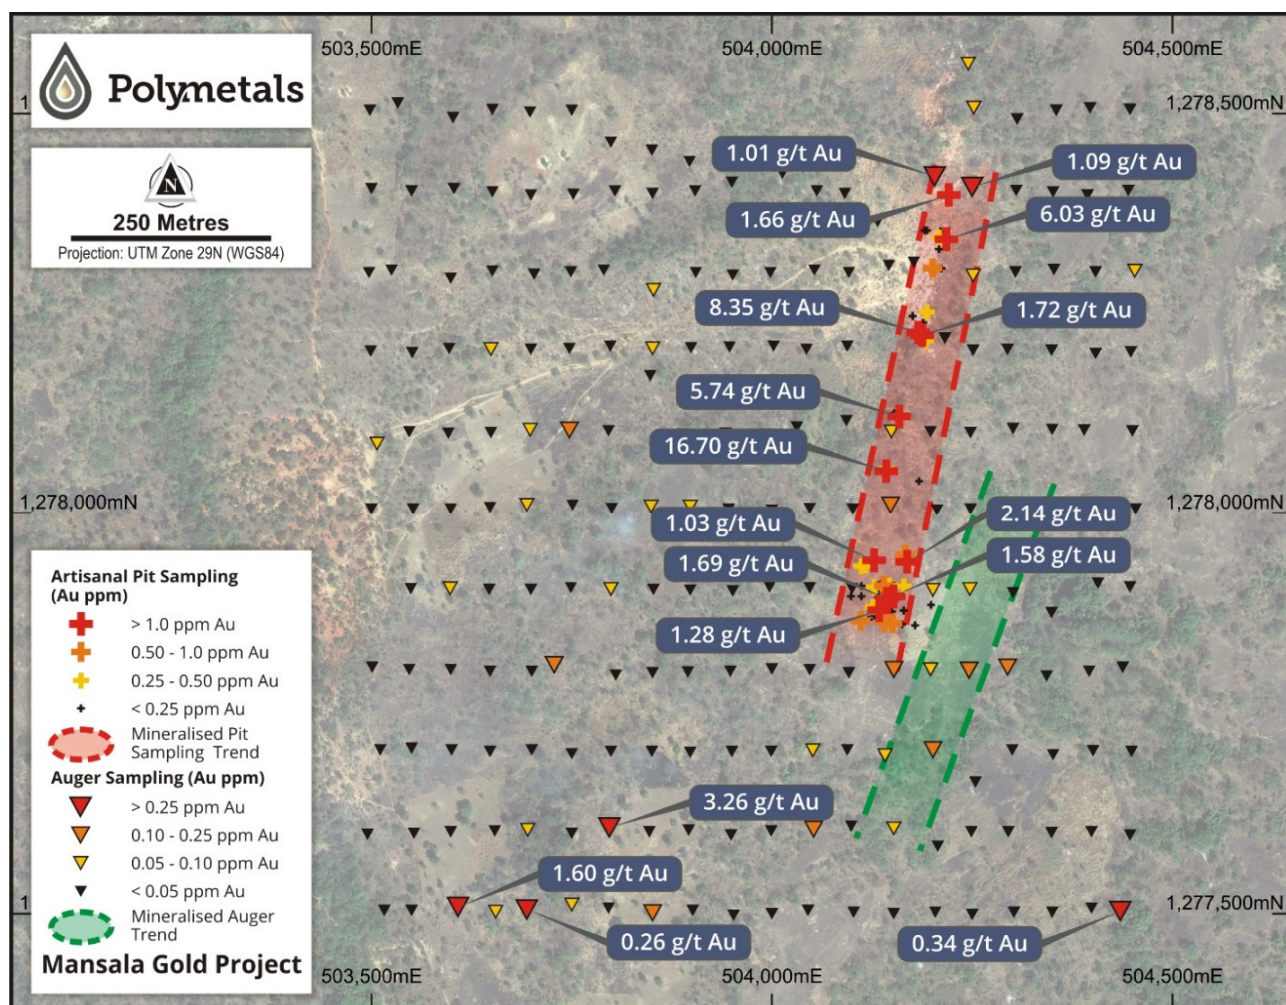 503,500mE
504,000mE
504,500mE
Polymetals
1,278,500mN
N
250 Metres
Projection: UTM Zone 29N (WGS84)
1.01 g/t Au
1.09 g/t Au
1.66 g/t Au
6.03 g/t Au
8.35 g/t Au
1.72 g/t Au
5.74 g/t Au
16.70 g/t Au
1,278,000mN
1,278,000mN
1.03 g/t Au
2.14 g/t Au
1.69 g/t Au
1.58 g/t Au
1.28 g/t Au
Artisanal Pit Sampling
(Au ppm)
> 1.0 ppm Au
0.50 - 1.0 ppm Au
0.25 - 0.50 ppm Au
< 0.25 ppm Au
Mineralised Pit
Sampling Trend
Auger Sampling (Au ppm)
> 0.25 ppm Au
0.10 - 0.25 ppm Au
0.05 - 0.10 ppm Au
< 0.05 ppm Au
Mineralised Auger
Trend
Mansala Gold Project
3.26 g/t Au
1.60 g/t Au
0.26 g/t Au
0.34 g/t Au
1,277,500mN
503,500mE
504,000mE
504,500mE